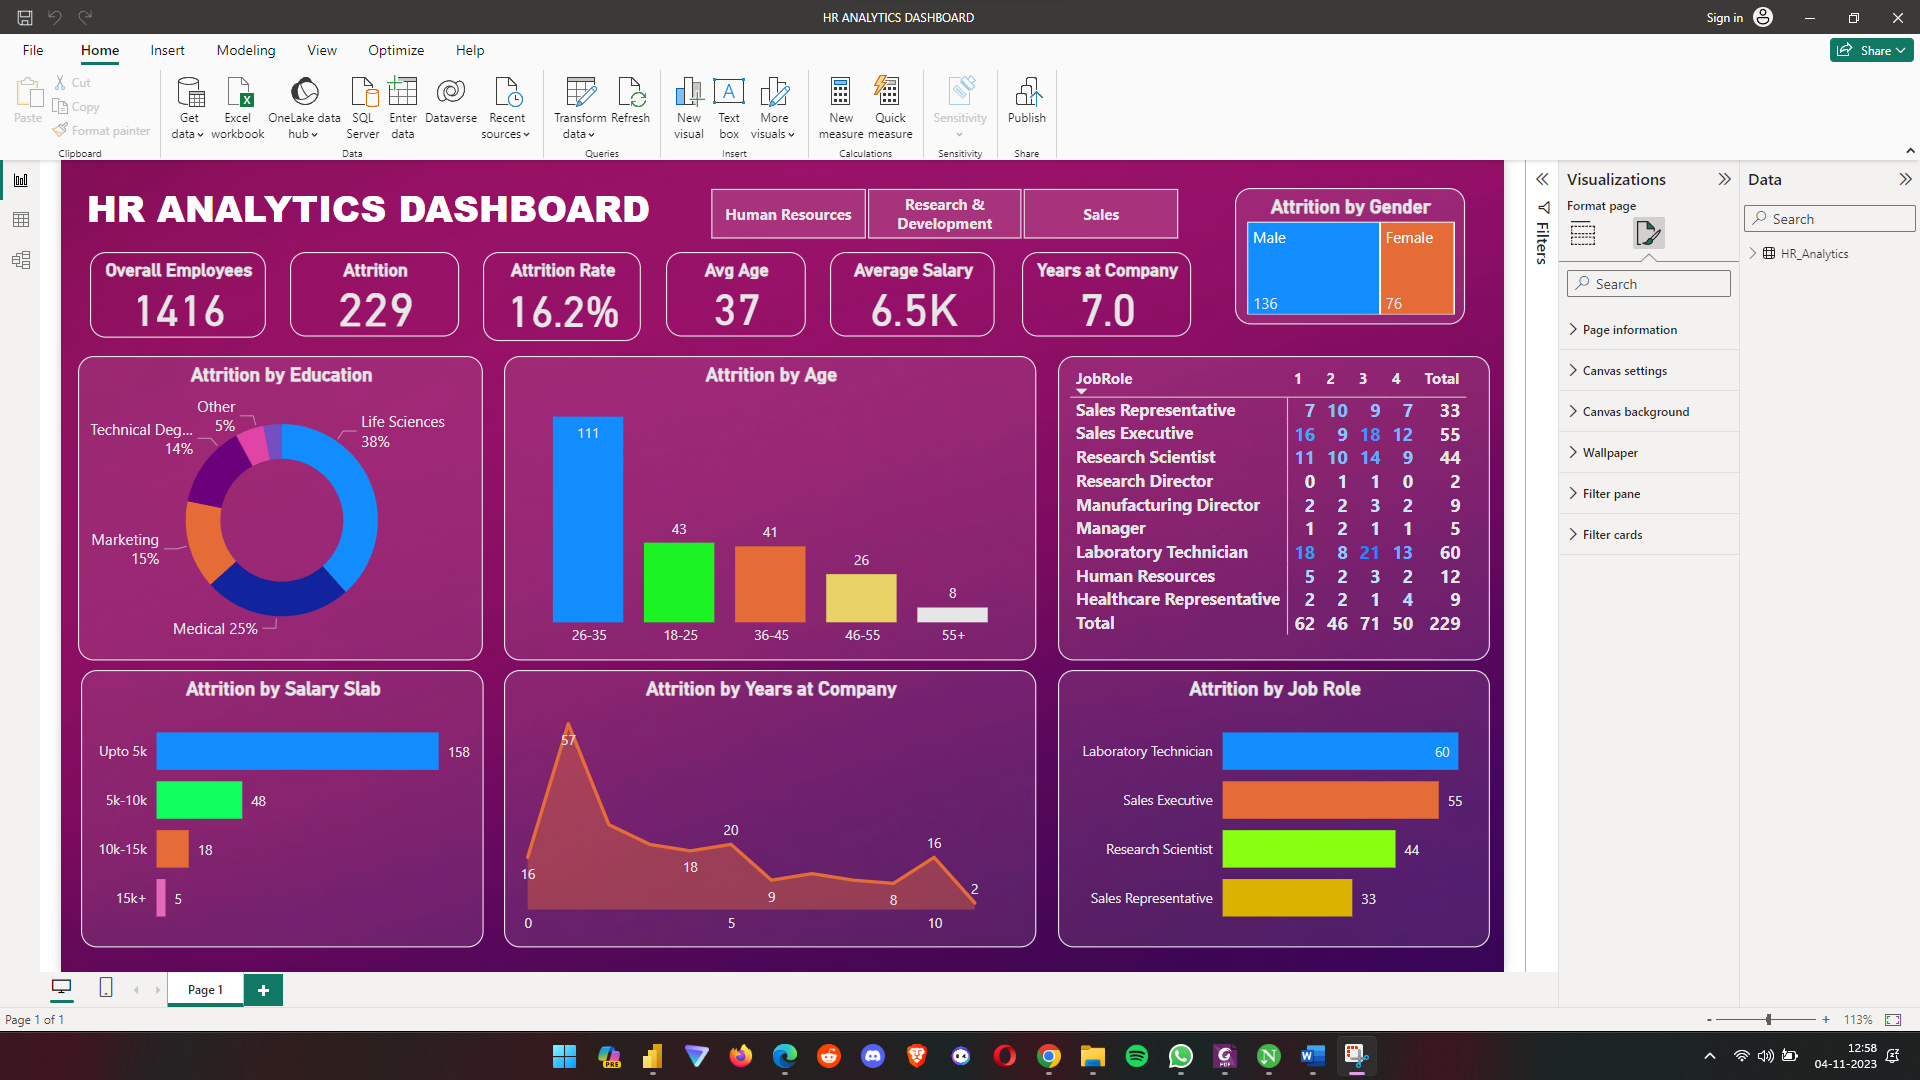 HR ANALYTICS DASHBOARD
Sign in
File
Home
Insert
Modeling
View
Optimize
Help
Share
Paste
Cut
Copy
Format painter
Clipboard
Get data
Excel workbook
OneLake data hub
SQL Server
Enter data
Dataverse
Recent sources
Data
Transform data
Refresh
Queries
New visual
Text box
More visuals
Insert
New measure
Quick measure
Calculations
Sensitivity
Sensitivity
Publish
Share
HR ANALYTICS DASHBOARD
Human Resources
Research & Development
Sales
Overall Employees
1416
Attrition
229
Attrition Rate
16.2%
Avg Age
37
Average Salary
6.5K
Years at Company
7.0
Attrition by Gender
Male
136
Female
76
Attrition by Education
Other
5%
Life Sciences
38%
Technical Deg...
14%
Marketing
15%
Medical 25%
Attrition by Age
111
43
41
26
8
26-35
18-25
36-45
46-55
55+
JobRole 1 2 3 4 Total
Sales Representative 7 10 9 7 33
Sales Executive 16 9 18 12 55
Research Scientist 11 10 14 9 44
Research Director 0 1 1 0 2
Manufacturing Director 2 2 3 2 9
Manager 1 2 1 1 5
Laboratory Technician 18 8 21 13 60
Human Resources 5 2 3 2 12
Healthcare Representative 2 2 1 4 9
Total 62 46 71 50 229
Attrition by Salary Slab
Upto 5k 158
5k-10k 48
10k-15k 18
15k+ 5
Attrition by Years at Company
57
16
18
20
9
8
16
2
0
5
10
Attrition by Job Role
Laboratory Technician 60
Sales Executive 55
Research Scientist 44
Sales Representative 33
Filters
Visualizations
Format page
Search
Page information
Canvas settings
Canvas background
Wallpaper
Filter pane
Filter cards
Data
Search
HR_Analytics
Page 1
Page 1 of 1
- + 113%
PRE
PDF
12:58
04-11-2023